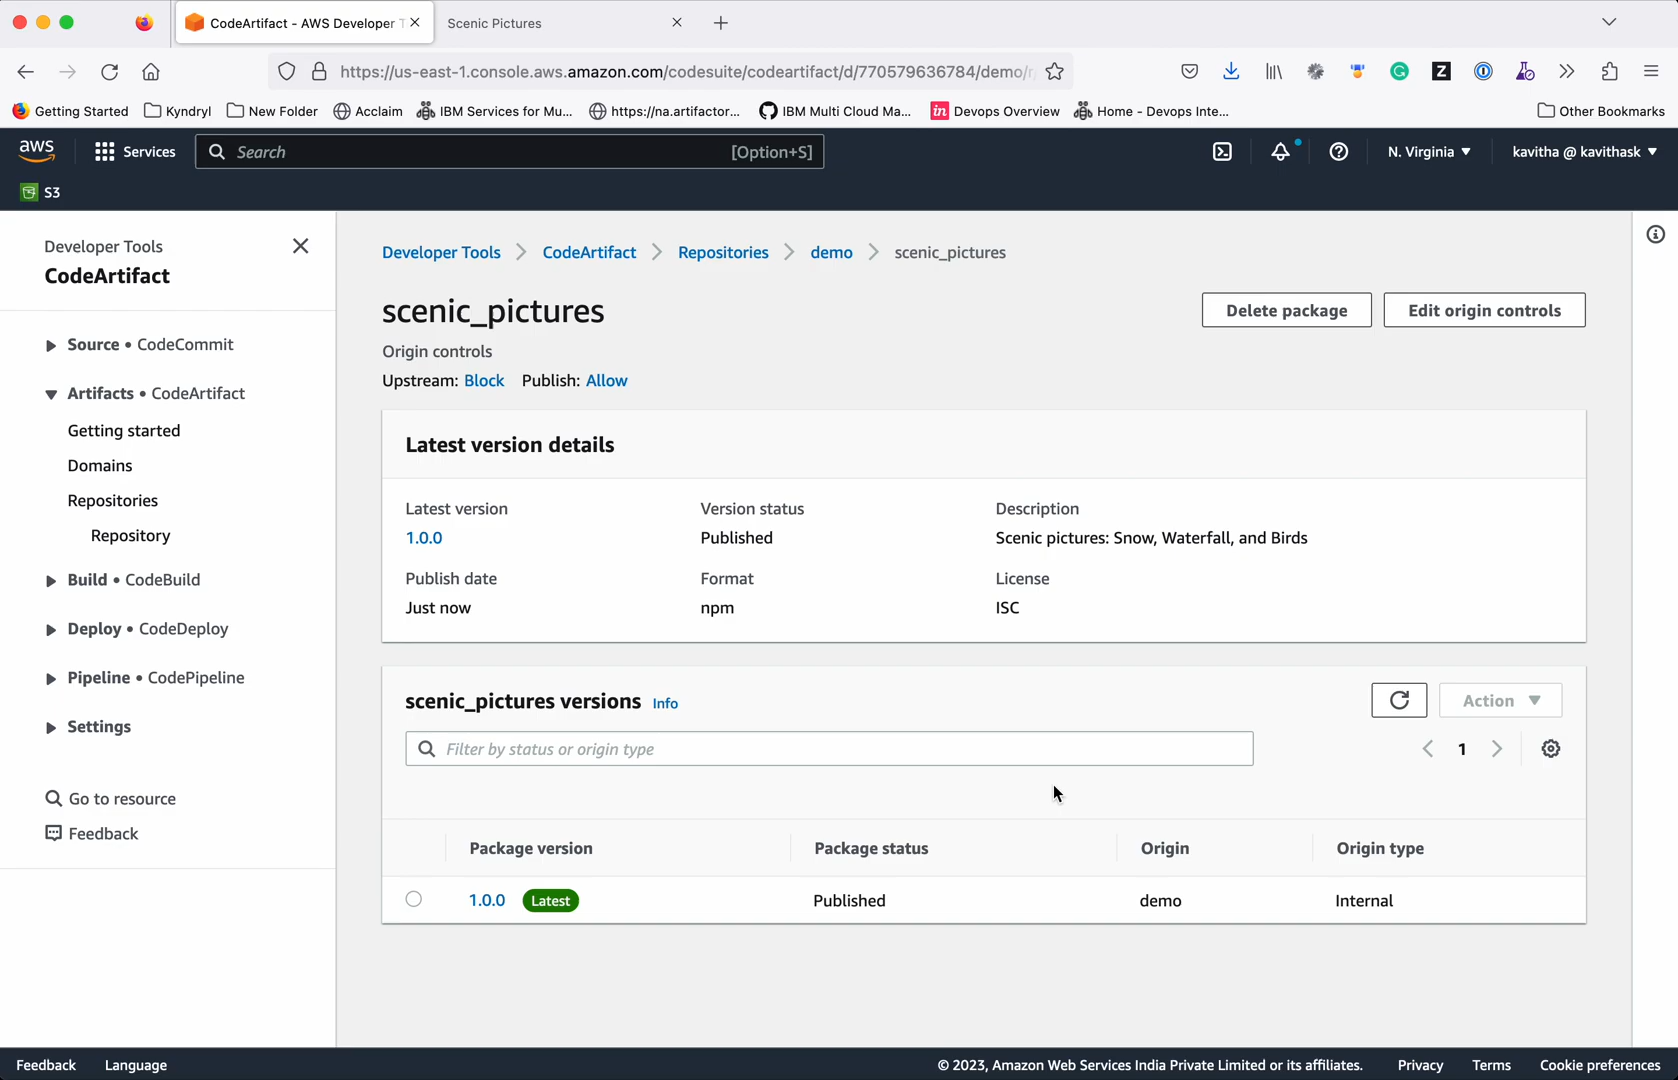 CodeArtifact - AWS Developer T
Scenic Pictures
https://us-east-1.console.aws.amazon.com/codesuite/codeartifact/d/770579636784/demo/r
Getting Started
Kyndryl
New Folder
Acclaim
IBM Services for Mu...
https://na.artifactor...
IBM Multi Cloud Ma...
in Devops Overview
Home - Devops Inte...
Other Bookmarks
aws
Services
Search
[Option+S]
N. Virginia
kavitha @ kavithask
S3
Developer Tools
CodeArtifact
Source • CodeCommit
Artifacts • CodeArtifact
Getting started
Domains
Repositories
Repository
Build • CodeBuild
Deploy • CodeDeploy
Pipeline • CodePipeline
Settings
Go to resource
Feedback
Developer Tools > CodeArtifact > Repositories > demo > scenic_pictures
scenic_pictures
Delete package
Edit origin controls
Origin controls
Upstream: Block Publish: Allow
Latest version details
Latest version
1.0.0
Version status
Published
Description
Scenic pictures: Snow, Waterfall, and Birds
Publish date
Just now
Format
npm
License
ISC
scenic_pictures versions Info
Action
Filter by status or origin type
1
Package version
Package status
Origin
Origin type
1.0.0 Latest
Published
demo
Internal
Feedback
Language
© 2023, Amazon Web Services India Private Limited or its affiliates.
Privacy
Terms
Cookie preferences